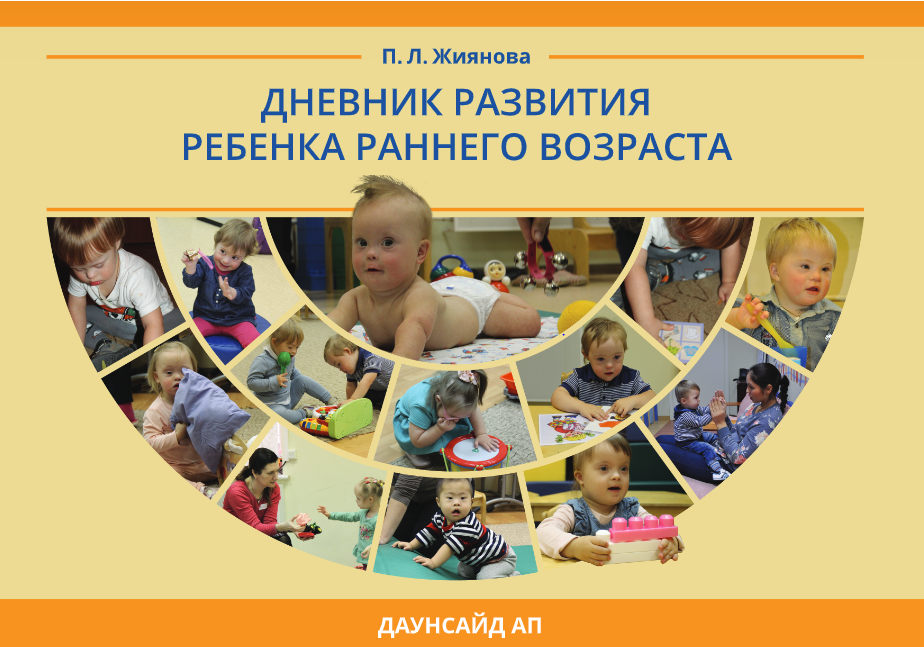 П. Л. Жиянова
ДНЕВНИК РАЗВИТИЯ
РЕБЕНКА РАННЕГО ВОЗРАСТА
ДАУНСАЙД АП